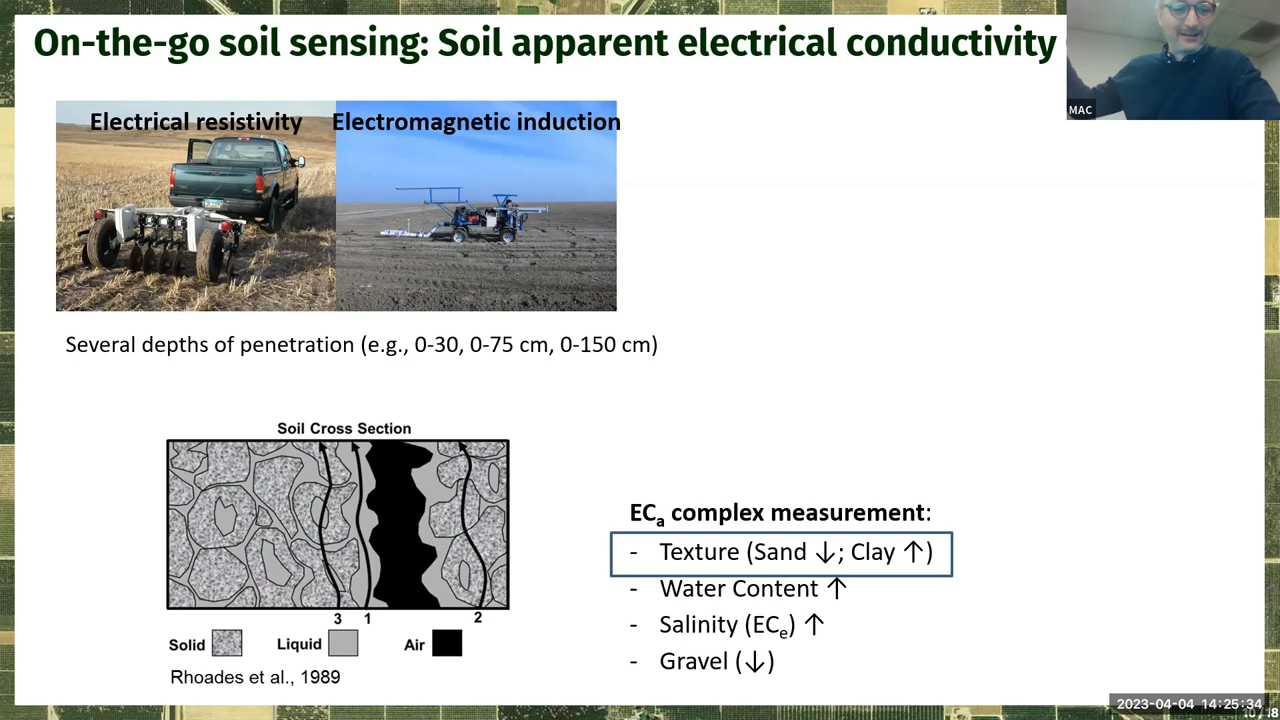 On-the-go soil sensing: Soil apparent electrical conductivity
MAC
Electrical resistivity
Electromagnetic induction
Several depths of penetration (e.g., 0-30, 0-75 cm, 0-150 cm)
Soil Cross Section
3 1 2
Solid Liquid Air
Rhoades et al., 1989
ECa complex measurement:
- Texture (Sand ↓; Clay ↑)
- Water Content ↑
- Salinity (ECe) ↑
- Gravel (↓)
2023-04-04 14:25:34